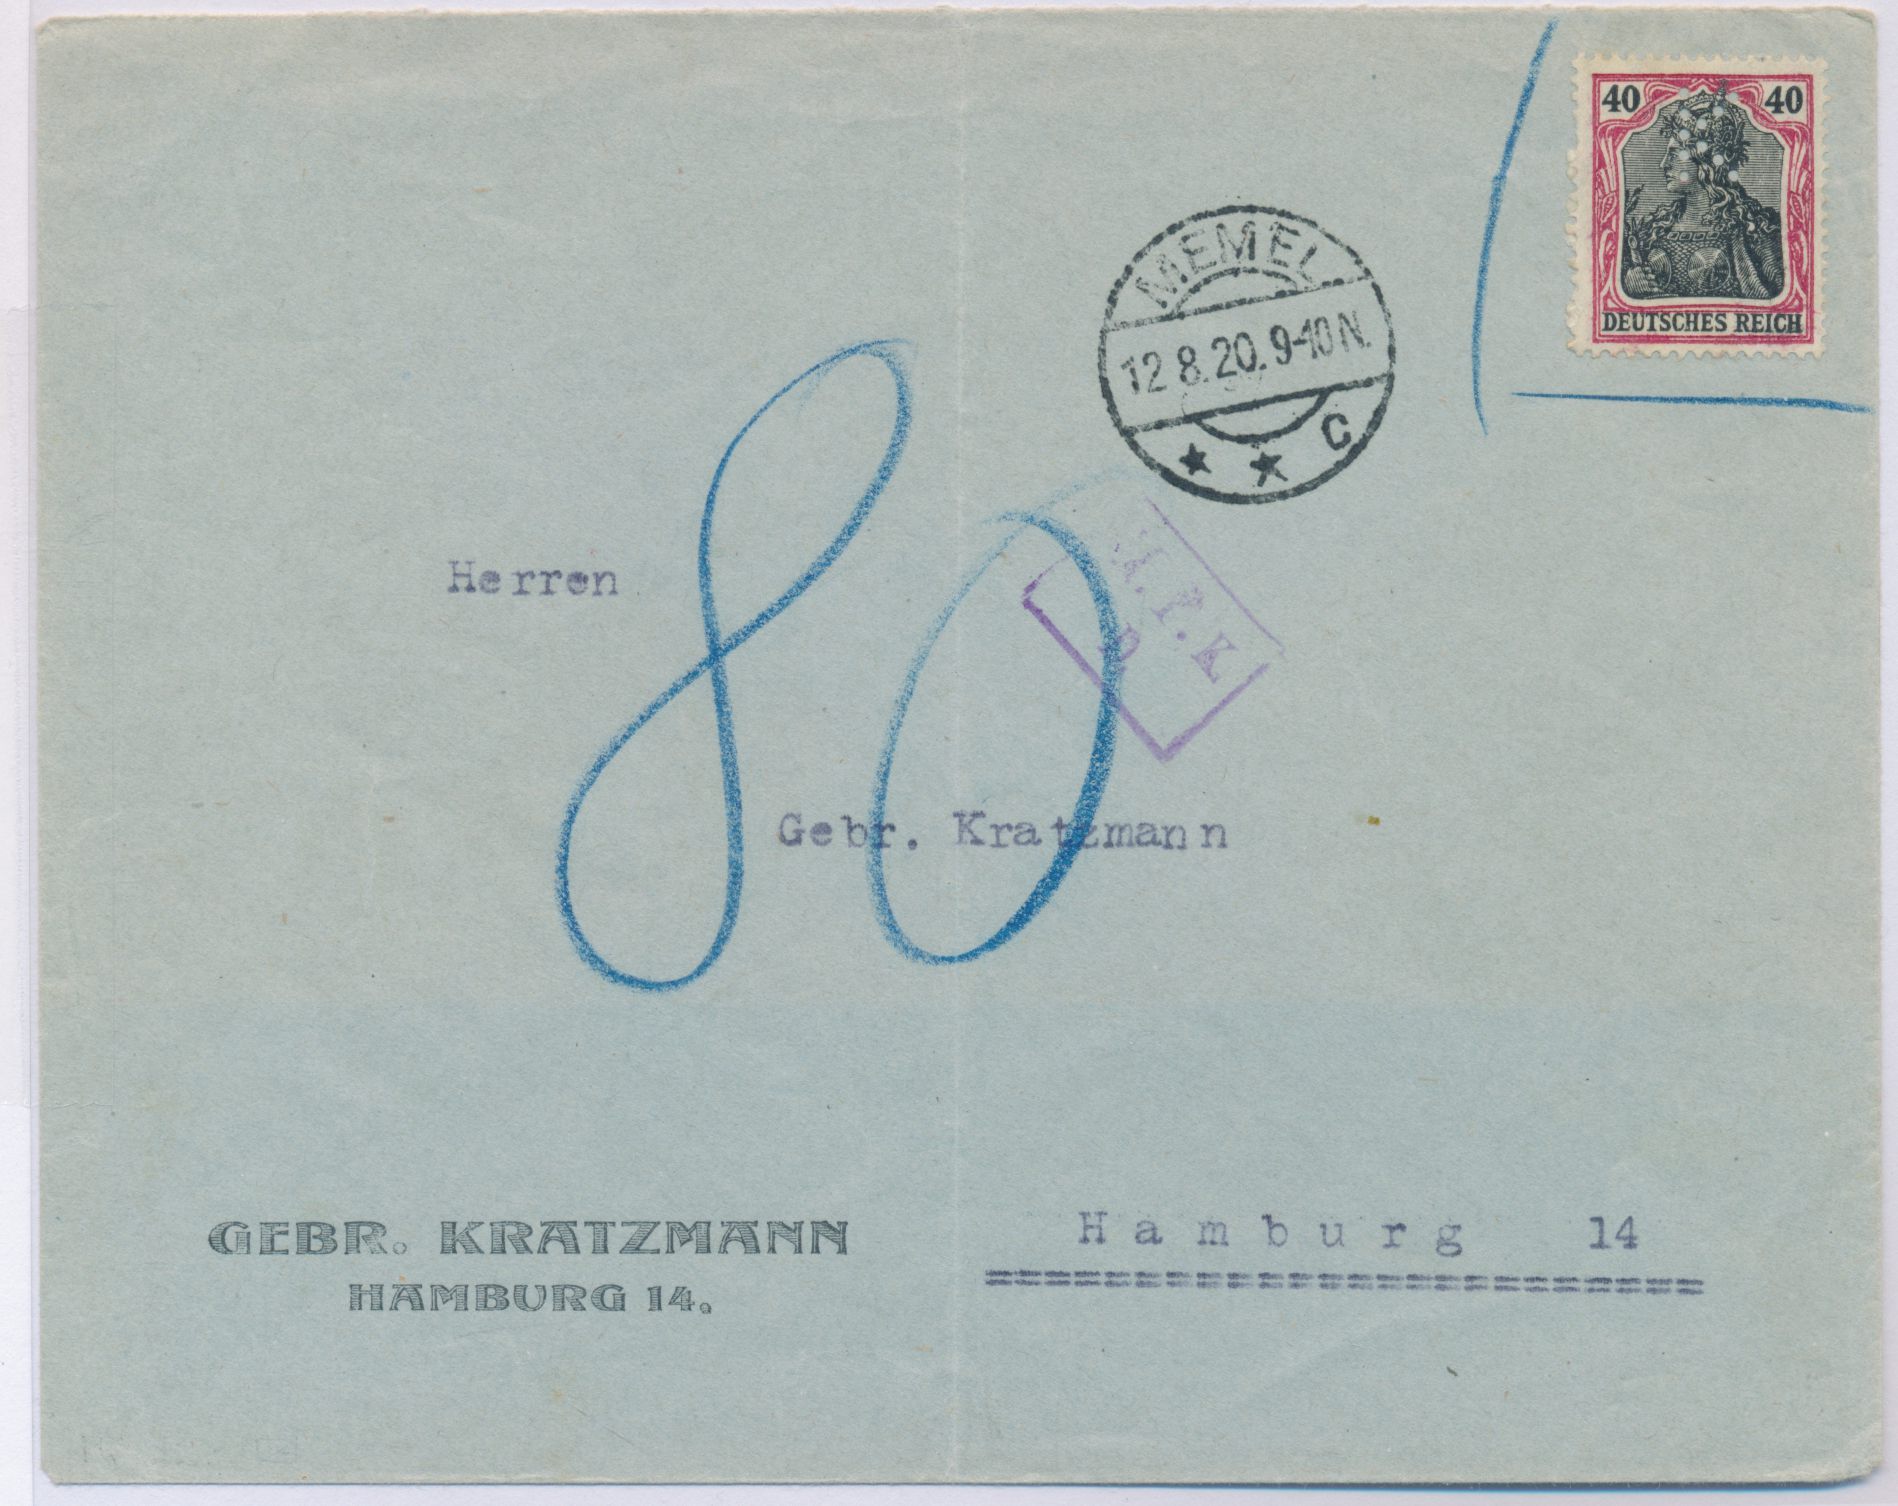 40 40
DEUTSCHES REICH
MEMEL
12 8.20. 9-10 N.
* * C
80
Herren
M.P.K
Gebr. Kratzmann
Hamburg 14
GEBR. KRATZMANN
HAMBURG 14.